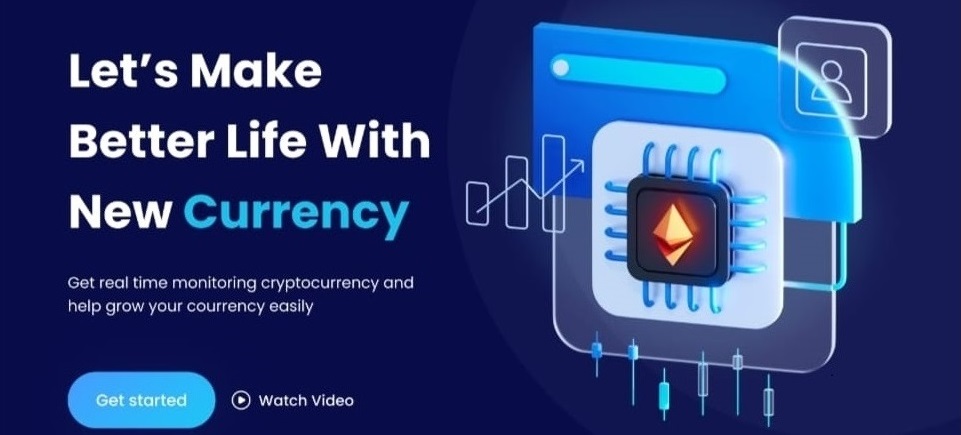 Let’s Make
Better Life With
New Currency
Get real time monitoring cryptocurrency and
help grow your courrency easily
Get started
Watch Video